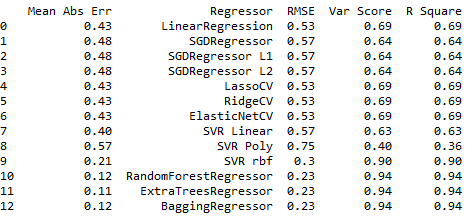 Mean Abs Err Regressor RMSE Var Score R Square
0 0.43 LinearRegression 0.53 0.69 0.69
1 0.48 SGDRegressor 0.57 0.64 0.64
2 0.48 SGDRegressor L1 0.57 0.64 0.64
3 0.48 SGDRegressor L2 0.57 0.64 0.64
4 0.43 LassoCV 0.53 0.69 0.69
5 0.43 RidgeCV 0.53 0.69 0.69
6 0.43 ElasticNetCV 0.53 0.69 0.69
7 0.40 SVR Linear 0.57 0.63 0.63
8 0.57 SVR Poly 0.75 0.40 0.36
9 0.21 SVR rbf 0.3 0.90 0.90
10 0.12 RandomForestRegressor 0.23 0.94 0.94
11 0.11 ExtraTreesRegressor 0.23 0.94 0.94
12 0.12 BaggingRegressor 0.23 0.94 0.94